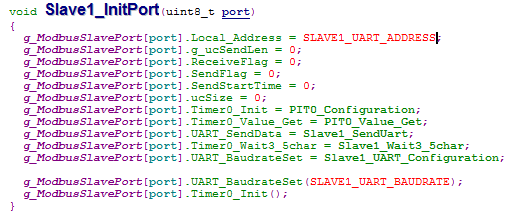 void Slave1_InitPort(uint8_t port)
{
g_ModbusSlavePort[port].Local_Address = SLAVE1_UART_ADDRESS;
g_ModbusSlavePort[port].g_ucSendLen = 0;
g_ModbusSlavePort[port].ReceiveFlag = 0;
g_ModbusSlavePort[port].SendFlag = 0;
g_ModbusSlavePort[port].SendStartTime = 0;
g_ModbusSlavePort[port].ucSize = 0;
g_ModbusSlavePort[port].Timer0_Init = PIT0_Configuration;
g_ModbusSlavePort[port].Timer0_Value_Get = PIT0_Value_Get;
g_ModbusSlavePort[port].UART_SendData = Slave1_SendUart;
g_ModbusSlavePort[port].Timer0_Wait3_5char = Slave1_Wait3_5char;
g_ModbusSlavePort[port].UART_BaudrateSet = Slave1_UART_Configuration;
g_ModbusSlavePort[port].UART_BaudrateSet(SLAVE1_UART_BAUDRATE);
g_ModbusSlavePort[port].Timer0_Init();
}